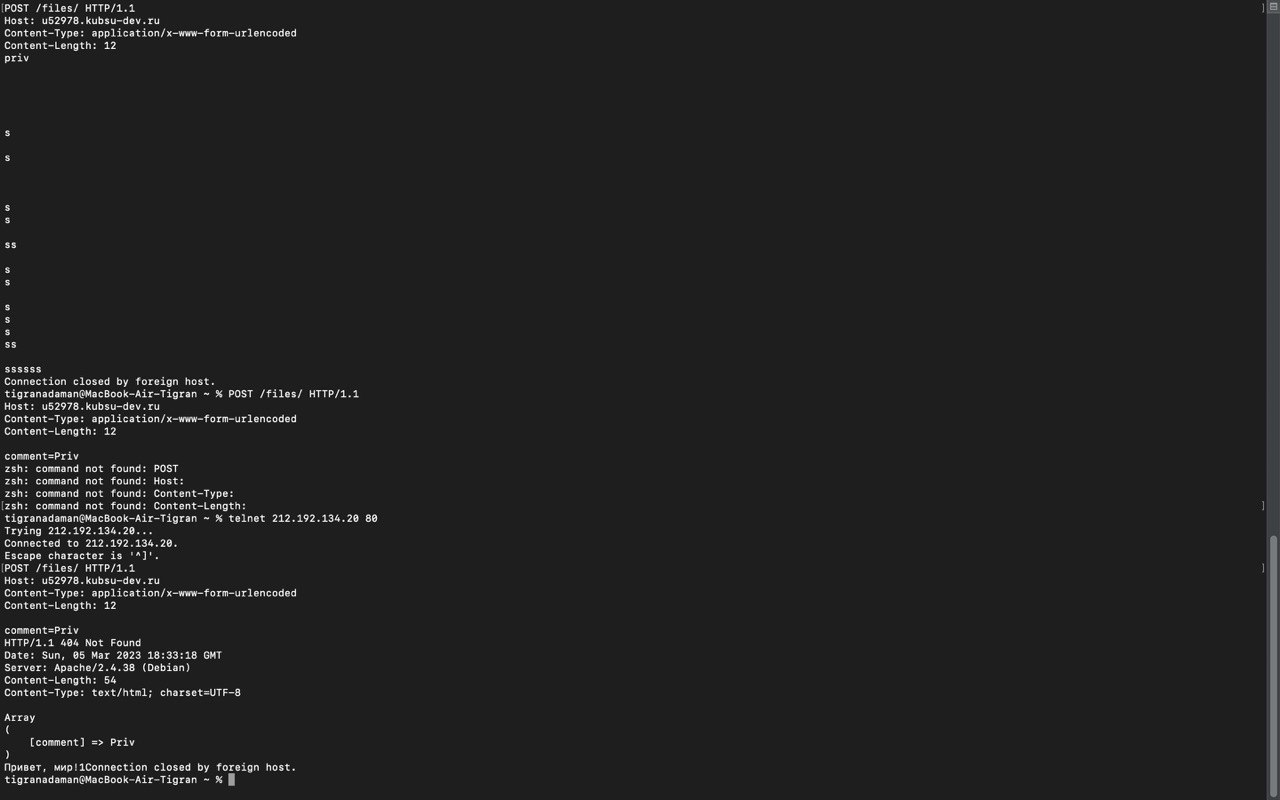 [POST /files/ HTTP/1.1 ]
Host: u52978.kubsu-dev.ru
Content-Type: application/x-www-form-urlencoded
Content-Length: 12
priv
s
s
s
s
ss
s
s
s
s
s
ss
ssssss
Connection closed by foreign host.
tigranadaman@MacBook-Air-Tigran ~ % POST /files/ HTTP/1.1
Host: u52978.kubsu-dev.ru
Content-Type: application/x-www-form-urlencoded
Content-Length: 12
comment=Priv
zsh: command not found: POST
zsh: command not found: Host:
zsh: command not found: Content-Type:
[zsh: command not found: Content-Length: ]
tigranadaman@MacBook-Air-Tigran ~ % telnet 212.192.134.20 80
Trying 212.192.134.20...
Connected to 212.192.134.20.
Escape character is '^]'.
[POST /files/ HTTP/1.1 ]
Host: u52978.kubsu-dev.ru
Content-Type: application/x-www-form-urlencoded
Content-Length: 12
comment=Priv
HTTP/1.1 404 Not Found
Date: Sun, 05 Mar 2023 18:33:18 GMT
Server: Apache/2.4.38 (Debian)
Content-Length: 54
Content-Type: text/html; charset=UTF-8
Array
(
[comment] => Priv
)
Привет, мир!1Connection closed by foreign host.
tigranadaman@MacBook-Air-Tigran ~ %